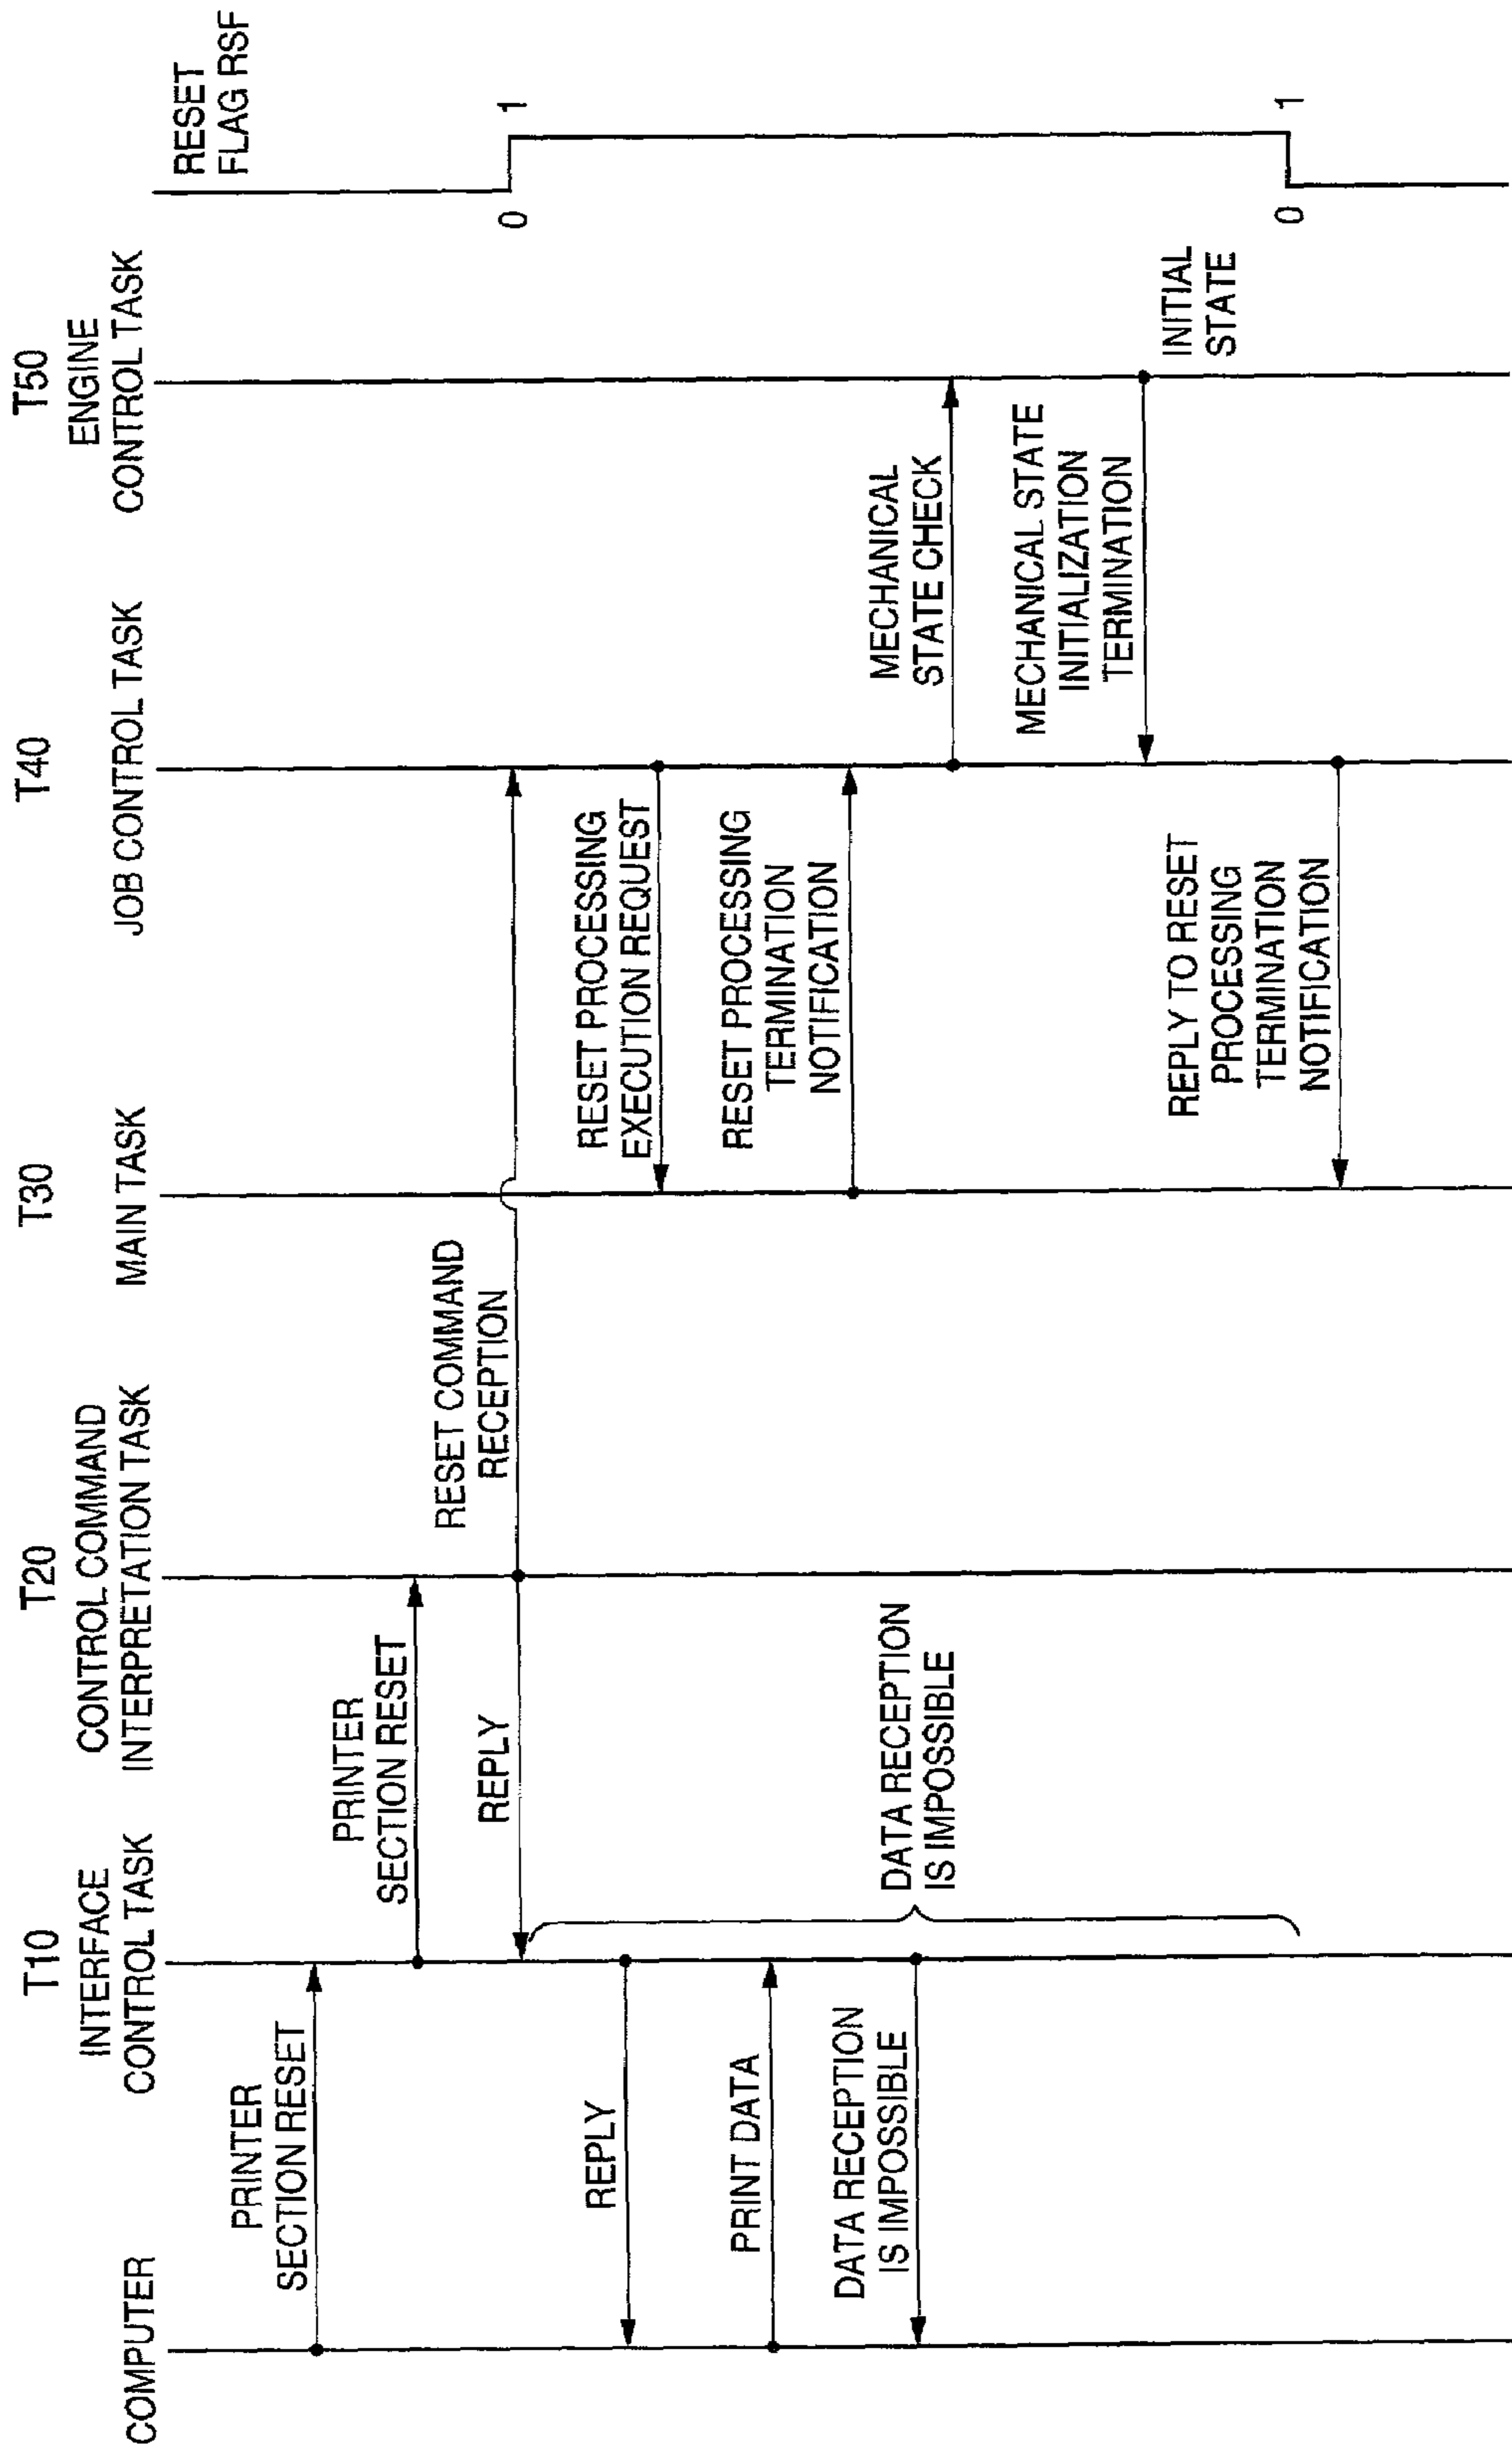 COMPUTER
T10
INTERFACE
CONTROL TASK
T20
CONTROL COMMAND
INTERPRETATION TASK
T30
MAIN TASK
T40
JOB CONTROL TASK
T50
ENGINE
CONTROL TASK
RESET
FLAG RSF
PRINTER
SECTION RESET
PRINTER
SECTION RESET
REPLY
RESET COMMAND
RECEPTION
0
1
REPLY
RESET PROCESSING
EXECUTION REQUEST
PRINT DATA
RESET PROCESSING
TERMINATION
NOTIFICATION
DATA RECEPTION
IS IMPOSSIBLE
DATA RECEPTION
IS IMPOSSIBLE
MECHANICAL
STATE CHECK
MECHANICAL STATE
INITIALIZATION
TERMINATION
INITIAL
STATE
0
1
REPLY TO RESET
PROCESSING
TERMINATION
NOTIFICATION